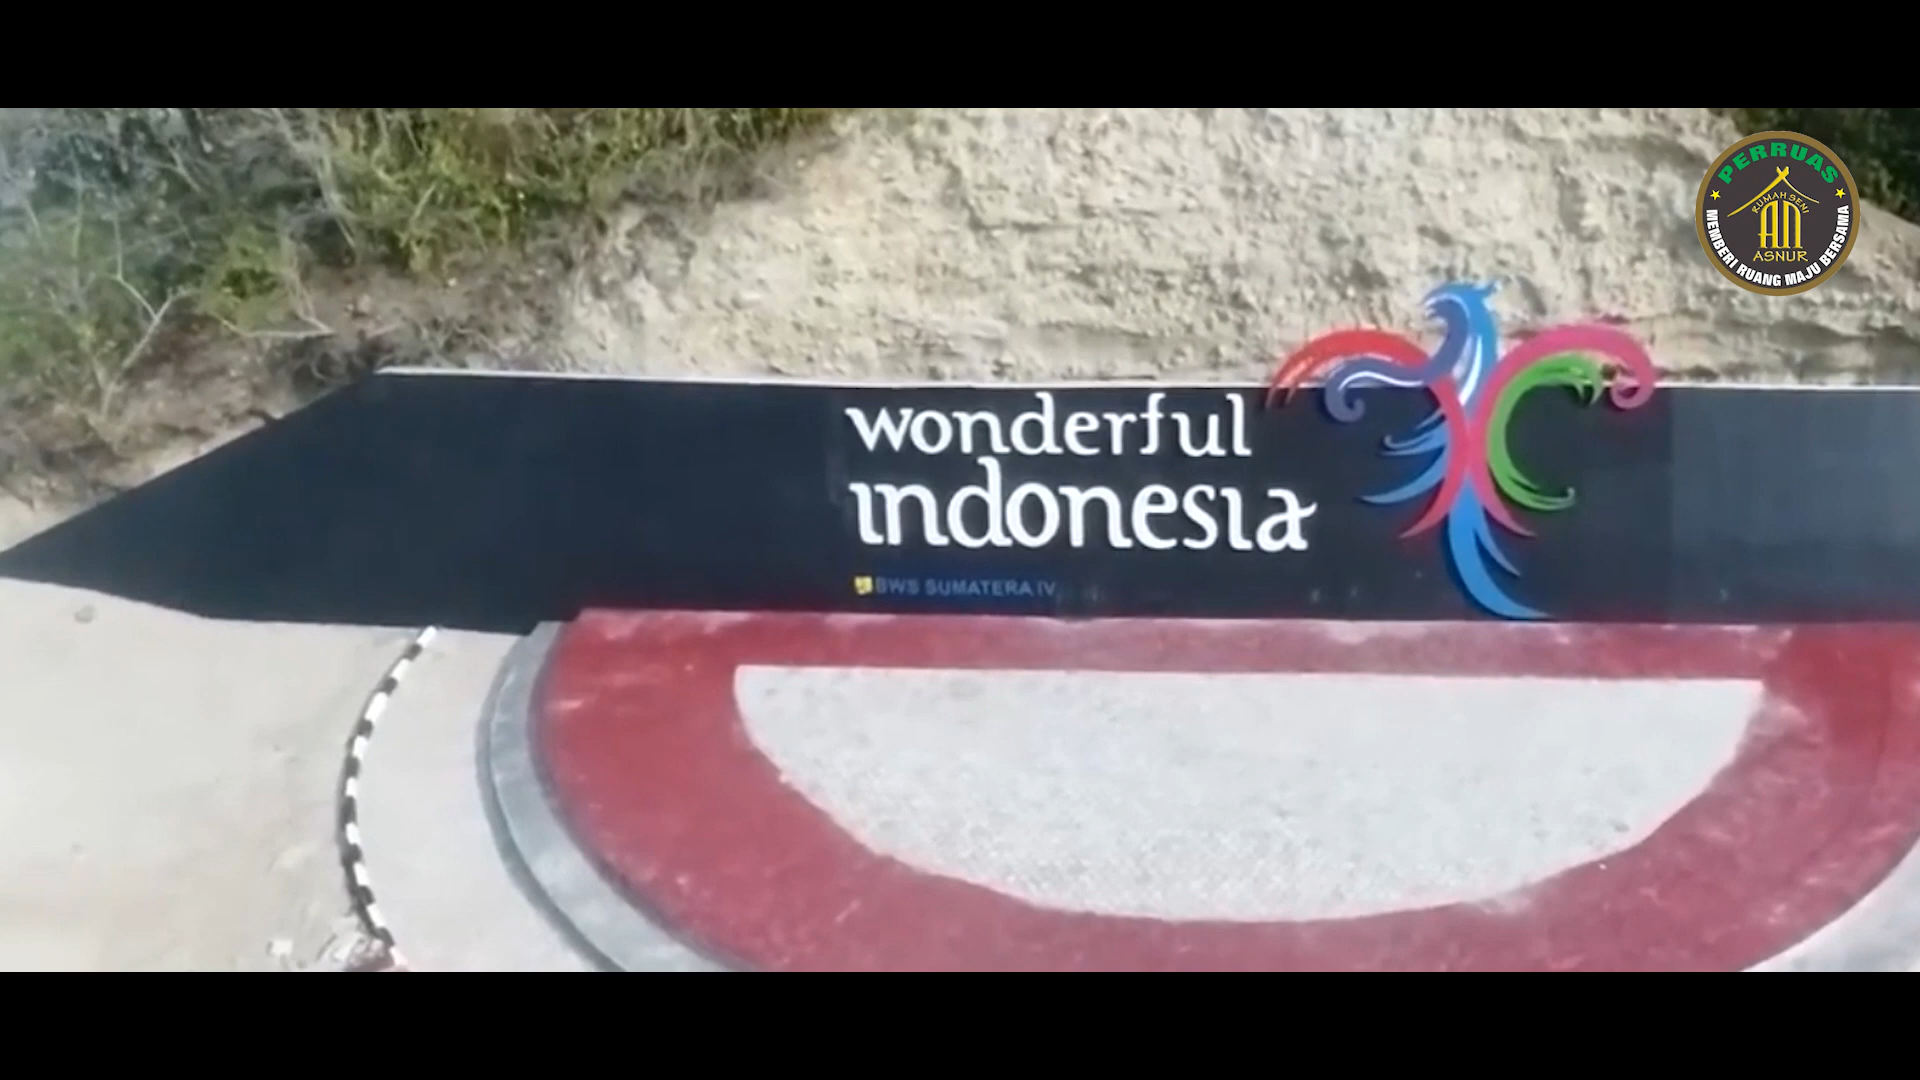 PERRUAS
RUMAH SENI
AN
ASNUR
MEMBERI RUANG MAJU BERSAMA
wonderful
indonesia
BWS SUMATERA IV